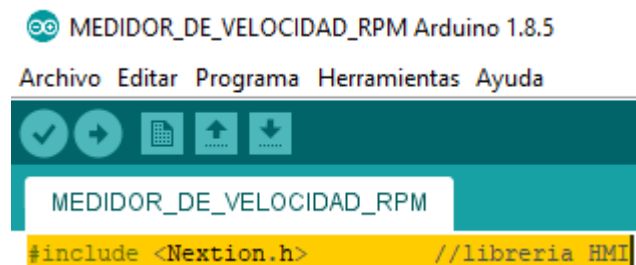 MEDIDOR_DE_VELOCIDAD_RPM Arduino 1.8.5
Archivo Editar Programa Herramientas Ayuda
MEDIDOR_DE_VELOCIDAD_RPM
#include <Nextion.h> //libreria HMI